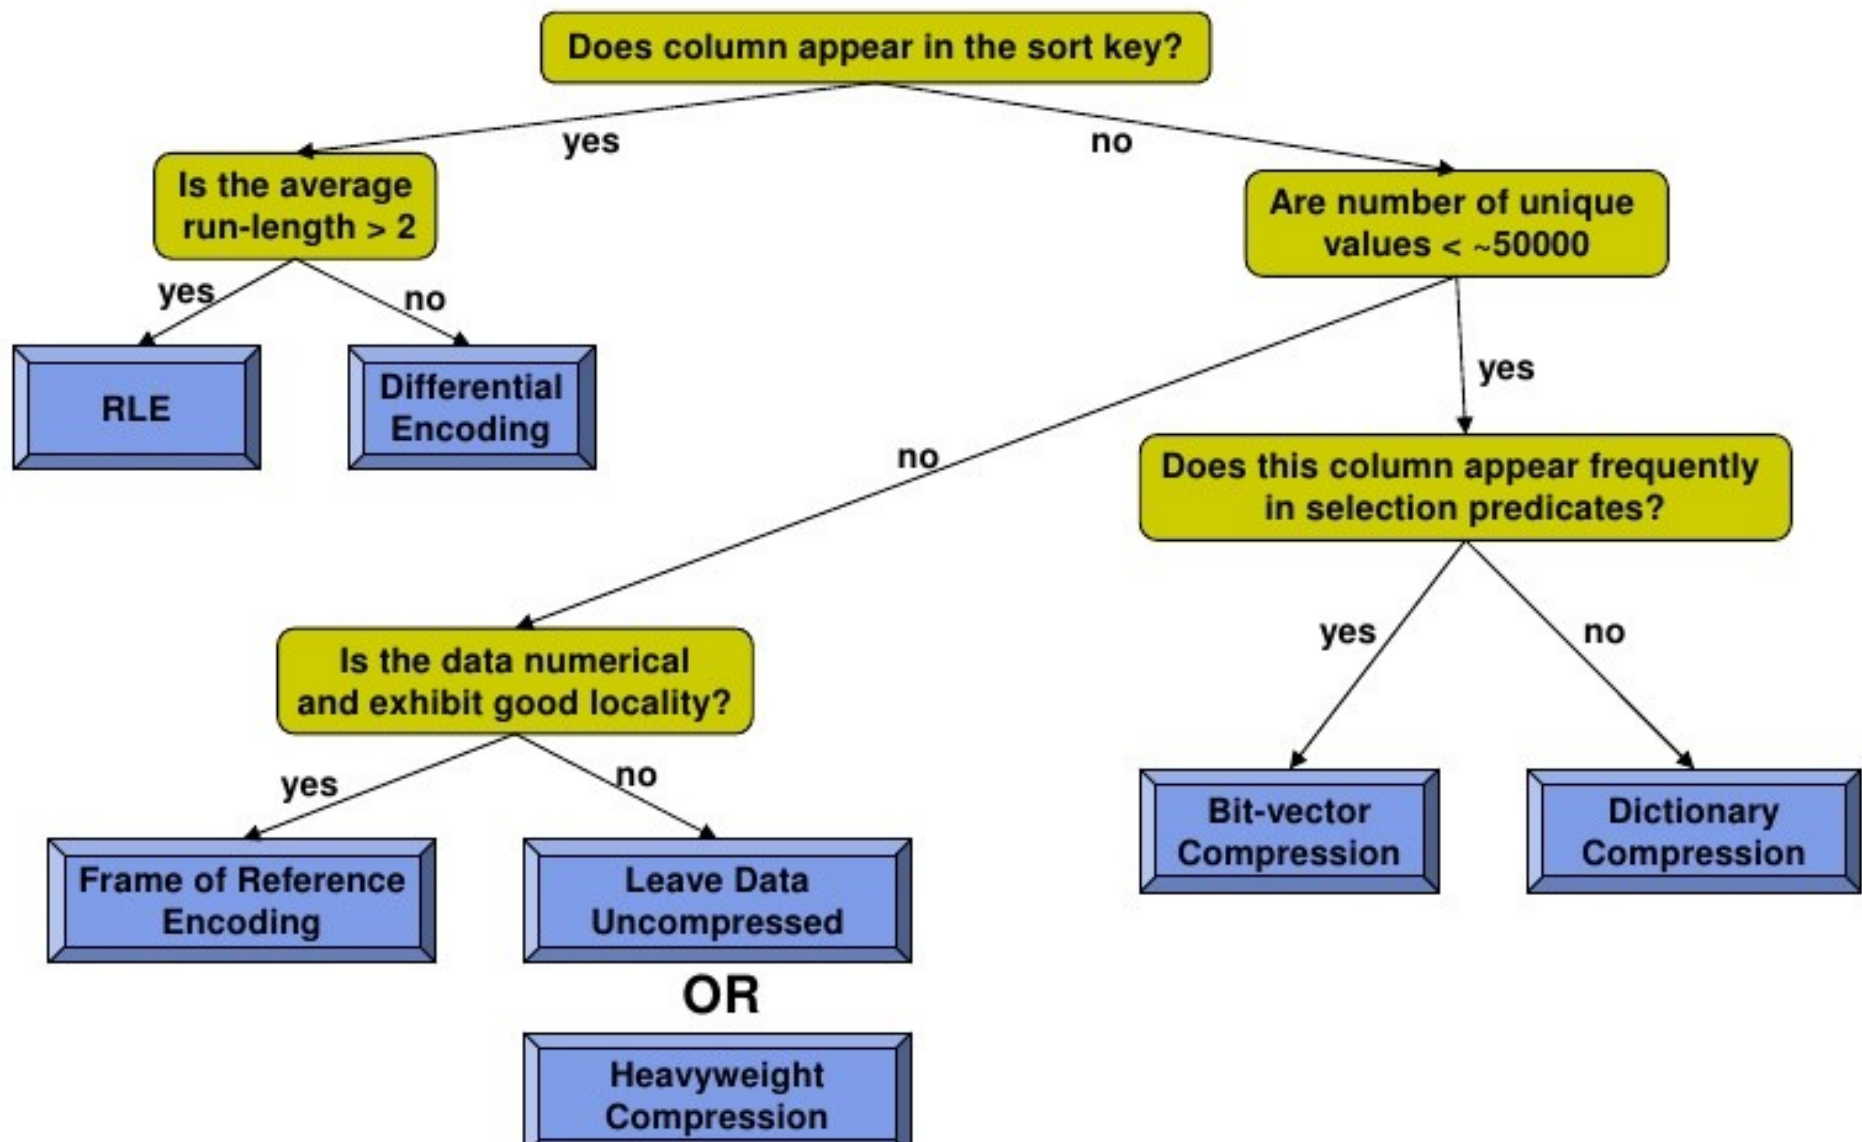 Does column appear in the sort key?
yes
no
Is the average
run-length > 2
Are number of unique
values < ~50000
yes
no
RLE
Differential
Encoding
yes
no
Does this column appear frequently
in selection predicates?
yes
no
Is the data numerical
and exhibit good locality?
yes
no
Bit-vector
Compression
Dictionary
Compression
Frame of Reference
Encoding
Leave Data
Uncompressed
OR
Heavyweight
Compression